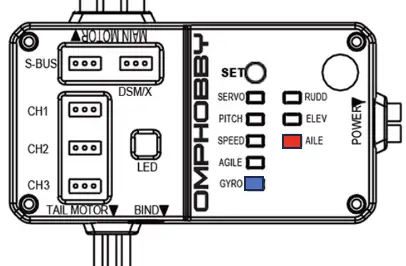 MAIN MOTOR
S-BUS
DSM/X
CH1
CH2
CH3
LED
TAIL MOTOR
BIND
OMPHOBBY
SET
SERVO
RUDD
PITCH
ELEV
SPEED
AILE
AGILE
GYRO
POWER